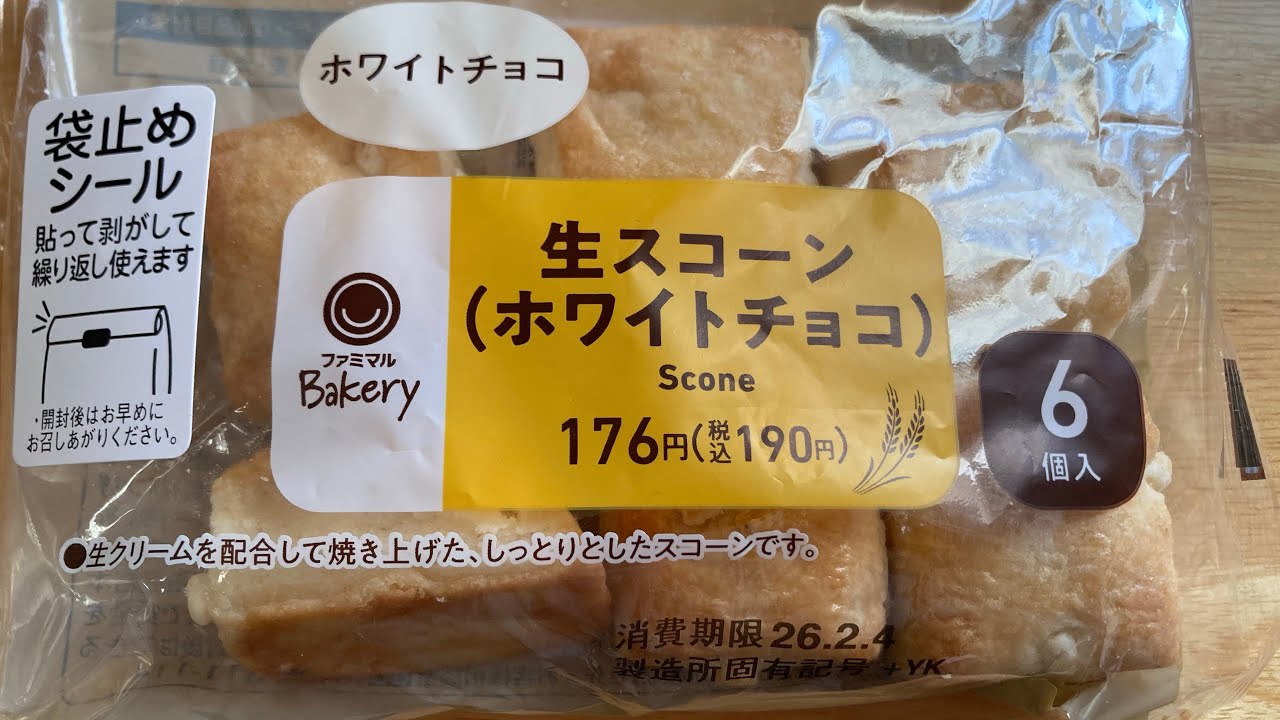 ホワイトチョコ
袋止め
シール
貼って剥がして
繰り返し使えます
・開封後はお早めに
お召しあがりください。
ファミマル
Bakery
生スコーン
(ホワイトチョコ)
Scone
176円(税込190円)
6
個入
●生クリームを配合して焼き上げた、しっとりとしたスコーンです。
消費期限26.2.4
製造所固有記号 +YK